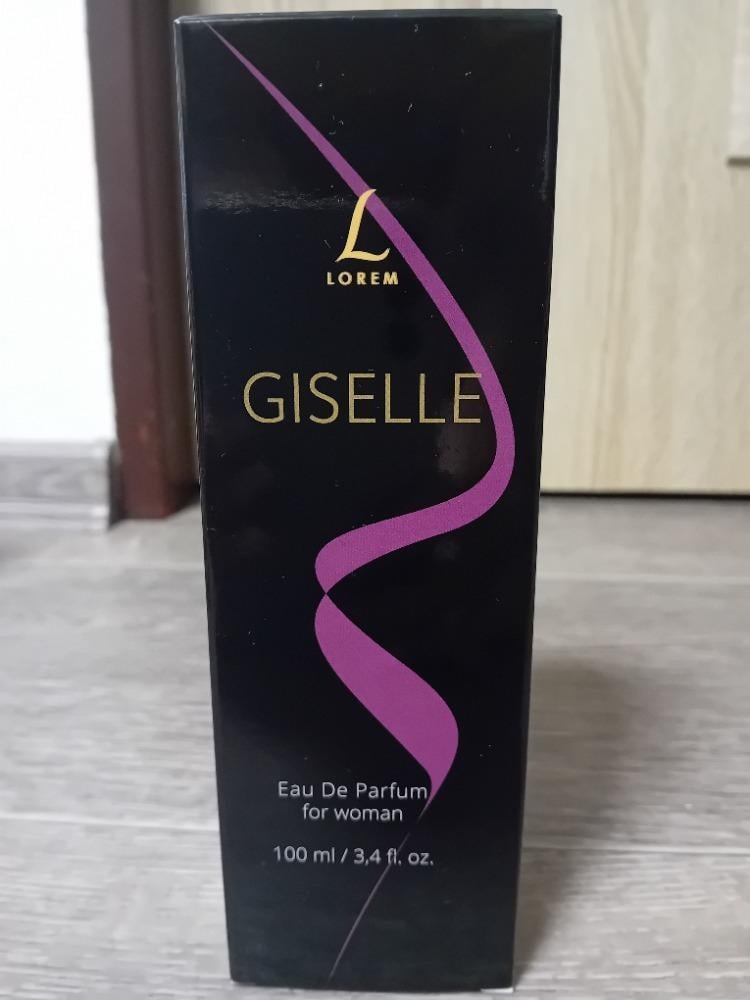 L
LOREM
GISELLE
Eau De Parfum
for woman
100 ml / 3,4 fl. oz.